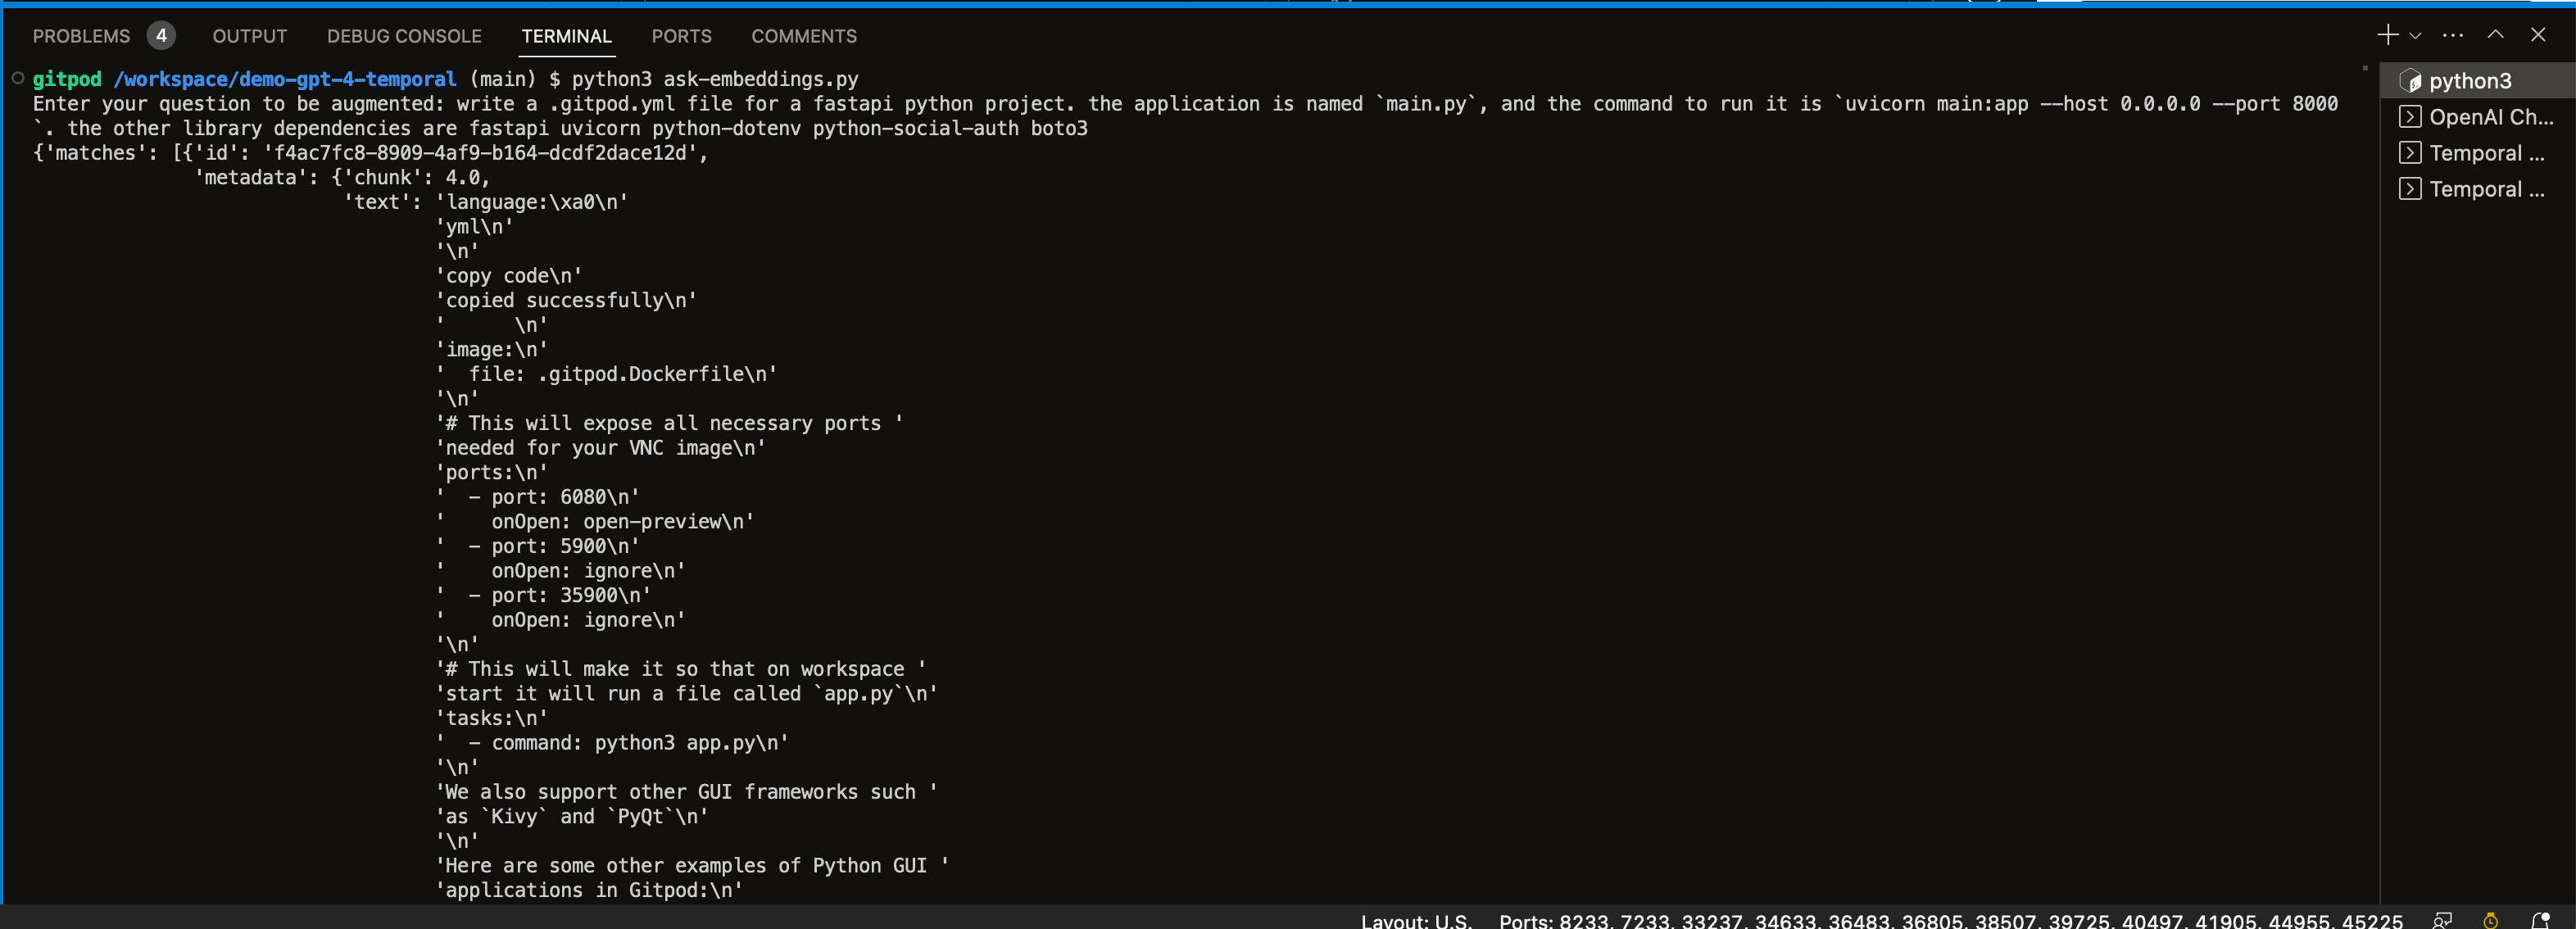 PROBLEMS 4 OUTPUT DEBUG CONSOLE TERMINAL PORTS COMMENTS
gitpod /workspace/demo-gpt-4-temporal (main) $ python3 ask-embeddings.py
Enter your question to be augmented: write a .gitpod.yml file for a fastapi python project. the application is named `main.py`, and the command to run it is `uvicorn main:app --host 0.0.0.0 --port 8000
`. the other library dependencies are fastapi uvicorn python-dotenv python-social-auth boto3
{'matches': [{'id': 'f4ac7fc8-8909-4af9-b164-dcdf2dace12d',
'metadata': {'chunk': 4.0,
'text': 'language:\xa0\n'
'yml\n'
'\n'
'copy code\n'
'copied successfully\n'
'      \n'
'image:\n'
'  file: .gitpod.Dockerfile\n'
'\n'
'# This will expose all necessary ports '
'needed for your VNC image\n'
'ports:\n'
'  - port: 6080\n'
'    onOpen: open-preview\n'
'  - port: 5900\n'
'    onOpen: ignore\n'
'  - port: 35900\n'
'    onOpen: ignore\n'
'\n'
'# This will make it so that on workspace '
'start it will run a file called `app.py`\n'
'tasks:\n'
'  - command: python3 app.py\n'
'\n'
'We also support other GUI frameworks such '
'as `Kivy` and `PyQt`\n'
'\n'
'Here are some other examples of Python GUI '
'applications in Gitpod:\n'
python3
OpenAI Ch...
Temporal ...
Temporal ...
Layout: U.S. Ports: 8233, 7233, 33237, 34633, 36483, 36805, 38507, 39725, 40497, 41905, 44955, 45225